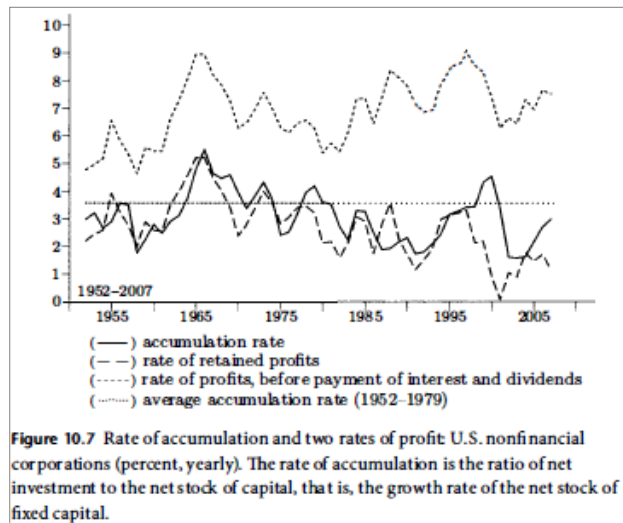 10
9
8
7
6
5
4
3
2
1
0
1952–2007
1955 1965 1975 1985 1995 2005
(——) accumulation rate
(– –) rate of retained profits
(-----) rate of profits, before payment of interest and dividends
(········) average accumulation rate (1952–1979)
Figure 10.7 Rate of accumulation and two rates of profit: U.S. nonfinancial
corporations (percent, yearly). The rate of accumulation is the ratio of net
investment to the net stock of capital, that is, the growth rate of the net stock of
fixed capital.